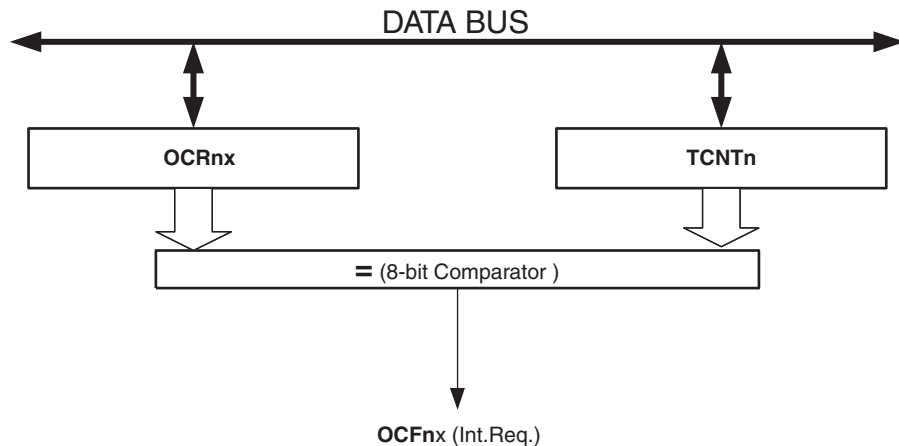 DATA BUS
OCRnx
TCNTn
= (8-bit Comparator )
OCFnx (Int.Req.)